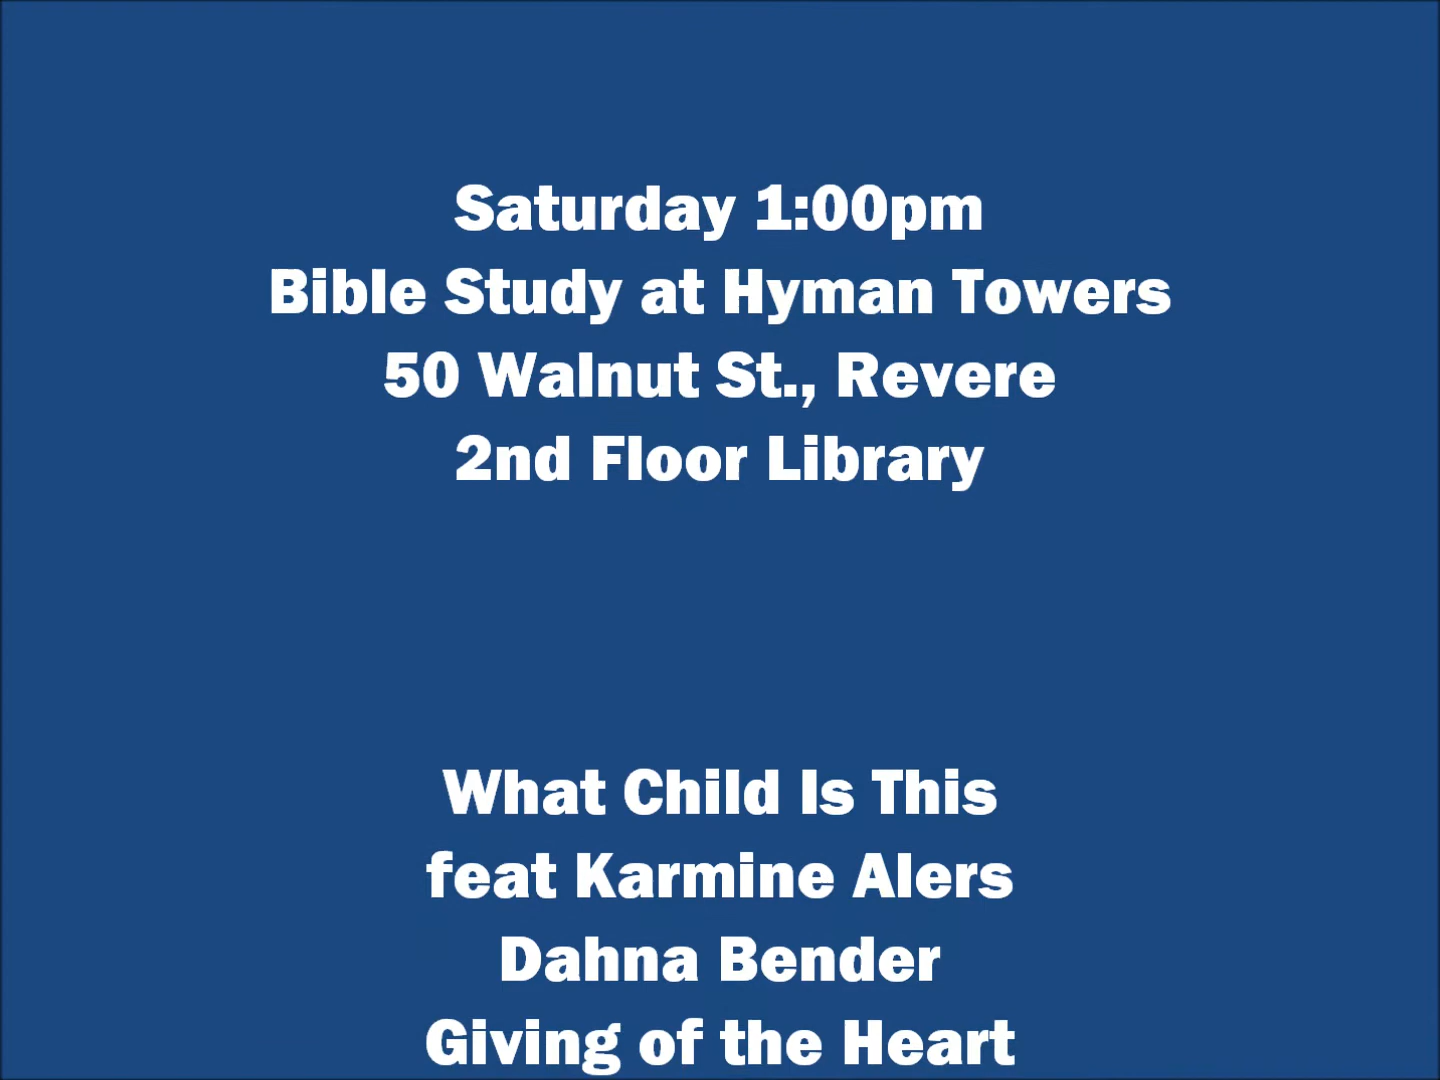 Saturday 1:00pm
Bible Study at Hyman Towers
50 Walnut St., Revere
2nd Floor Library
What Child Is This
feat Karmine Alers
Dahna Bender
Giving of the Heart